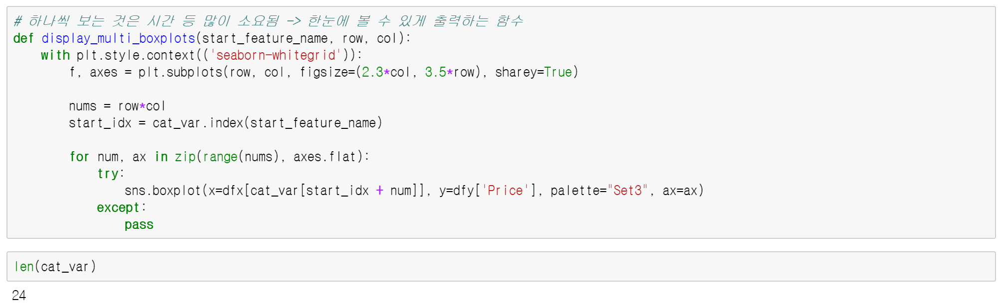 # 하나씩 보는 것은 시간 등 많이 소요됨 -> 한눈에 볼 수 있게 출력하는 함수
def display_multi_boxplots(start_feature_name, row, col):
    with plt.style.context(('seaborn-whitegrid')):
        f, axes = plt.subplots(row, col, figsize=(2.3*col, 3.5*row), sharey=True)
        nums = row*col
        start_idx = cat_var.index(start_feature_name)
        for num, ax in zip(range(nums), axes.flat):
            try:
                sns.boxplot(x=dfx[cat_var[start_idx + num]], y=dfy['Price'], palette="Set3", ax=ax)
            except:
                pass
len(cat_var)
24